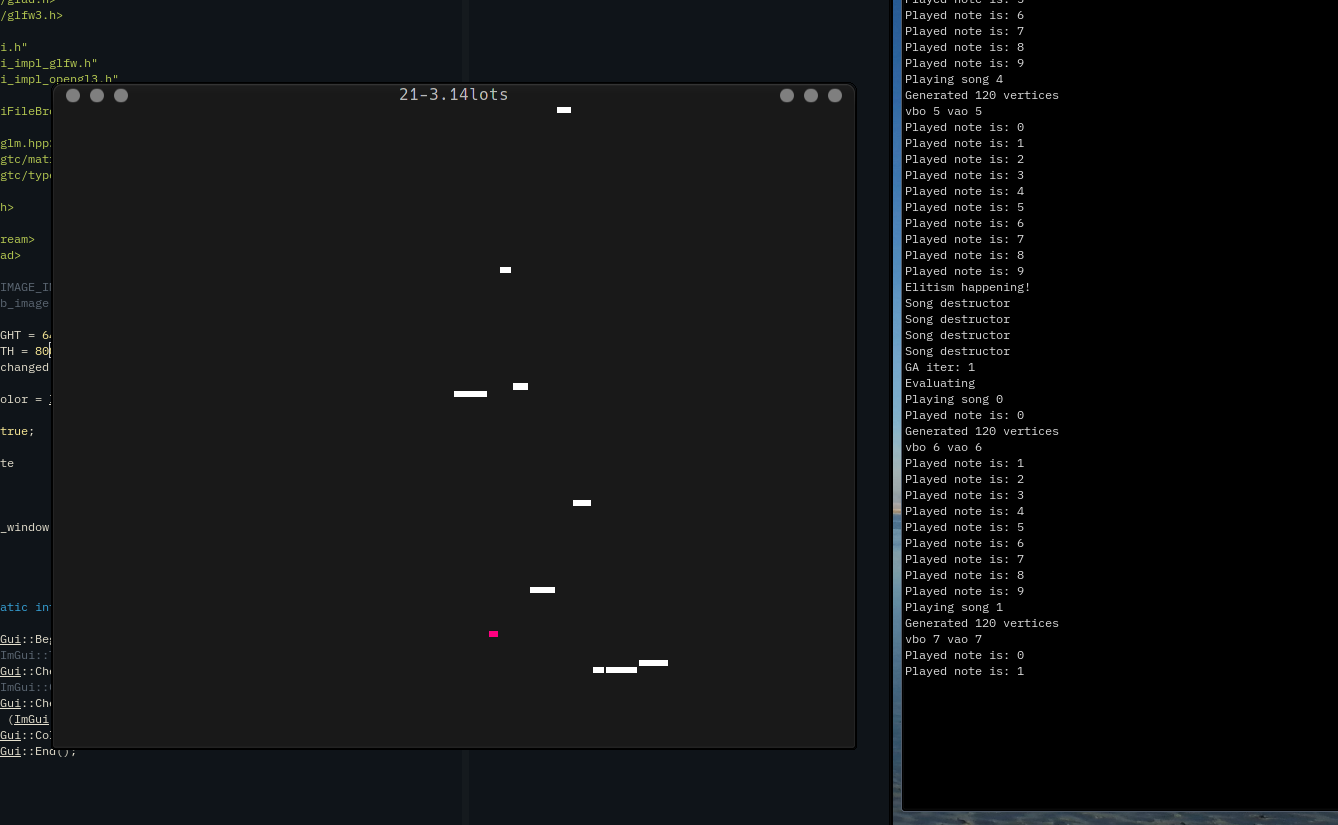 /glfw3.h>
i.h"
i_impl_glfw.h"
i_impl_opengl3.h"
iFileBro
glm.hpp>
gtc/mat
gtc/type
h>
ream>
ad>
IMAGE_I
b_image
GHT = 6
TH = 80
changed
olor =
true;
te
_window
atic in
Gui::Be
ImGui::
Gui::Ch
ImGui::
Gui::Ch
(ImGui
Gui::Co
Gui::End();
21-3.14lots
Played note is: 6
Played note is: 7
Played note is: 8
Played note is: 9
Playing song 4
Generated 120 vertices
vbo 5 vao 5
Played note is: 0
Played note is: 1
Played note is: 2
Played note is: 3
Played note is: 4
Played note is: 5
Played note is: 6
Played note is: 7
Played note is: 8
Played note is: 9
Elitism happening!
Song destructor
Song destructor
Song destructor
Song destructor
GA iter: 1
Evaluating
Playing song 0
Played note is: 0
Generated 120 vertices
vbo 6 vao 6
Played note is: 1
Played note is: 2
Played note is: 3
Played note is: 4
Played note is: 5
Played note is: 6
Played note is: 7
Played note is: 8
Played note is: 9
Playing song 1
Generated 120 vertices
vbo 7 vao 7
Played note is: 0
Played note is: 1